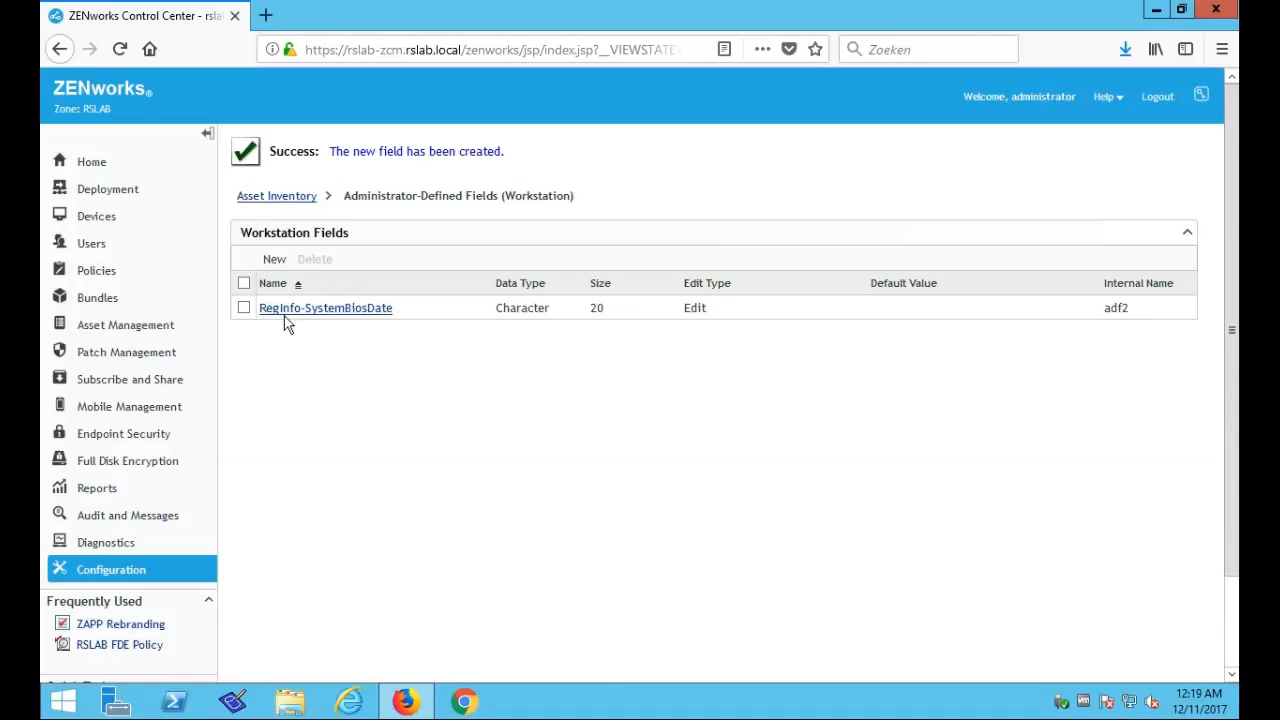 ZENworks Control Center - rsla
https://rslab-zcm.rslab.local/zenworks/jsp/index.jsp?__VIEWSTATE
Zoeken
ZENworks®
Zone: RSLAB
Welcome, administrator
Help
Logout
Home
Deployment
Devices
Users
Policies
Bundles
Asset Management
Patch Management
Subscribe and Share
Mobile Management
Endpoint Security
Full Disk Encryption
Reports
Audit and Messages
Diagnostics
Configuration
Frequently Used
ZAPP Rebranding
RSLAB FDE Policy
Success: The new field has been created.
Asset Inventory > Administrator-Defined Fields (Workstation)
Workstation Fields
New Delete
Name Data Type Size Edit Type Default Value Internal Name
RegInfo-SystemBiosDate Character 20 Edit adf2
12:19 AM
12/11/2017